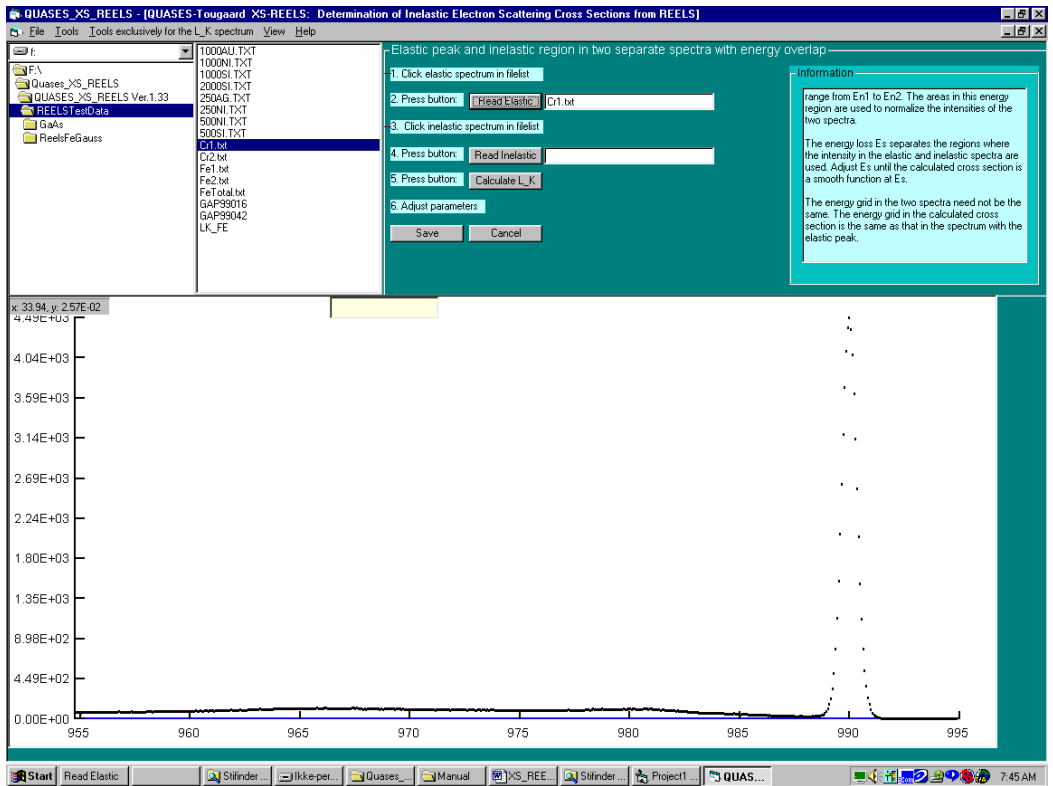 QUASES_XS_REELS - [QUASES-Tougaard XS-REELS: Determination of Inelastic Electron Scattering Cross Sections from REELS]
File Tools Tools exclusively for the L_K spectrum View Help
f:
F:\
Quases_XS_REELS
QUASES_XS_REELS Ver.1.33
REELSTestData
GaAs
ReelsFeGauss
1000AU.TXT
1000NI.TXT
1000SI.TXT
2000SI.TXT
250AG.TXT
250NI.TXT
500NI.TXT
500SI.TXT
Cr1.txt
Cr2.txt
Fe1.txt
Fe2.txt
FeTotal.txt
GAP99016
GAP99042
LK_FE
Elastic peak and inelastic region in two separate spectra with energy overlap
1. Click elastic spectrum in filelist
2. Press button: Read Elastic Cr1.txt
3. Click inelastic spectrum in filelist
4. Press button: Read Inelastic
5. Press button: Calculate L_K
6. Adjust parameters
Save Cancel
Information
range from En1 to En2. The areas in this energy
region are used to normalize the intensities of the
two spectra.
The energy loss Es separates the regions where
the intensity in the elastic and inelastic spectra are
used. Adjust Es until the calculated cross section is
a smooth function at Es.
The energy grid in the two spectra need not be the
same. The energy grid in the calculated cross
section is the same as that in the spectrum with the
elastic peak.
x: 33.94, y: 2.57E-02
4.49E+03
4.04E+03
3.59E+03
3.14E+03
2.69E+03
2.24E+03
1.80E+03
1.35E+03
8.98E+02
4.49E+02
0.00E+00
955 960 965 970 975 980 985 990 995
Start Read Elastic Stifinder ... Ikke-per... Quases_... Manual XS_REE... Stifinder ... Project1 ... QUAS... 7:45 AM